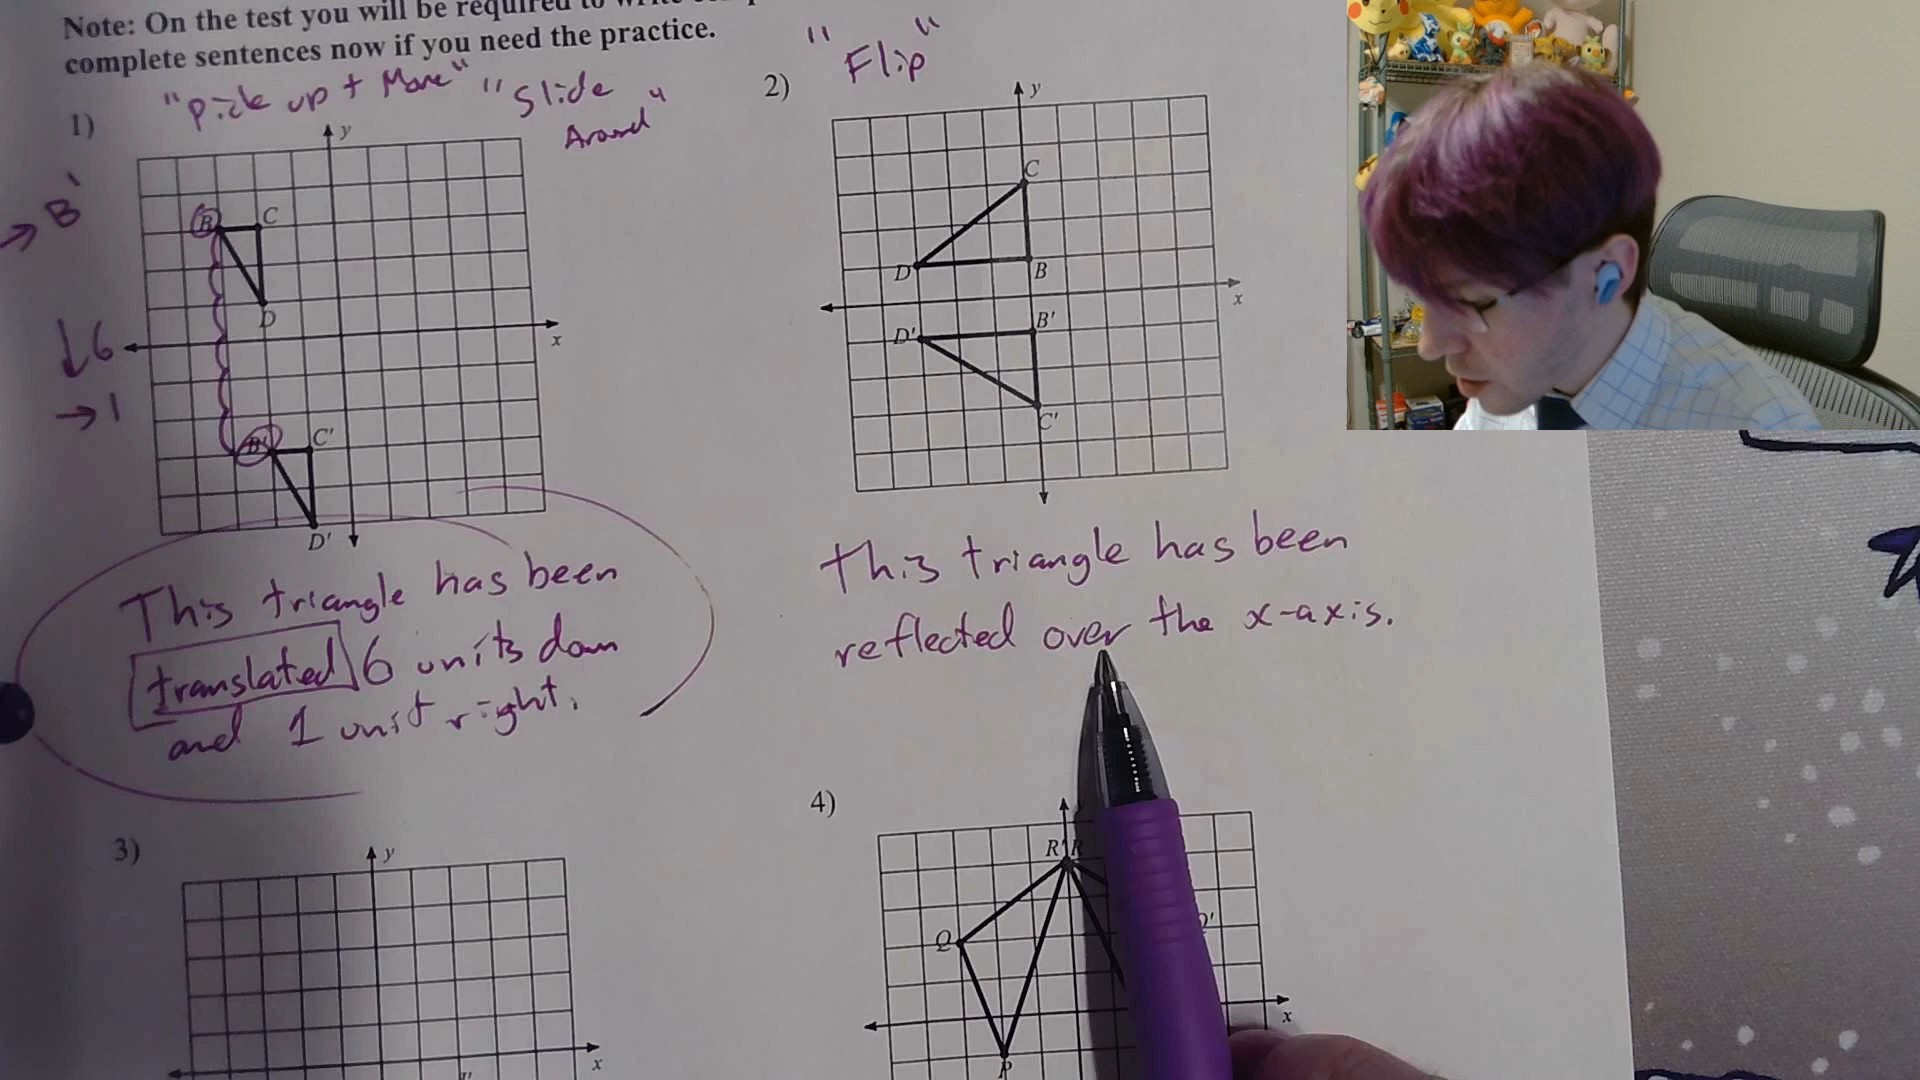 Note: On the test you will be required to
complete sentences now if you need the practice.
"Pick up + Move" "Slide
Around"
1)
y
→ B'
B
C
D
x
↓6
→1
B'
C'
D'
This triangle has been
translated 6 units down
and 1 unit right.
2)
"Flip"
y
C
D
B
x
D'
B'
C'
This triangle has been
reflected over the x-axis.
3)
y
x
4)
R'
R
Q
Q'
x
P